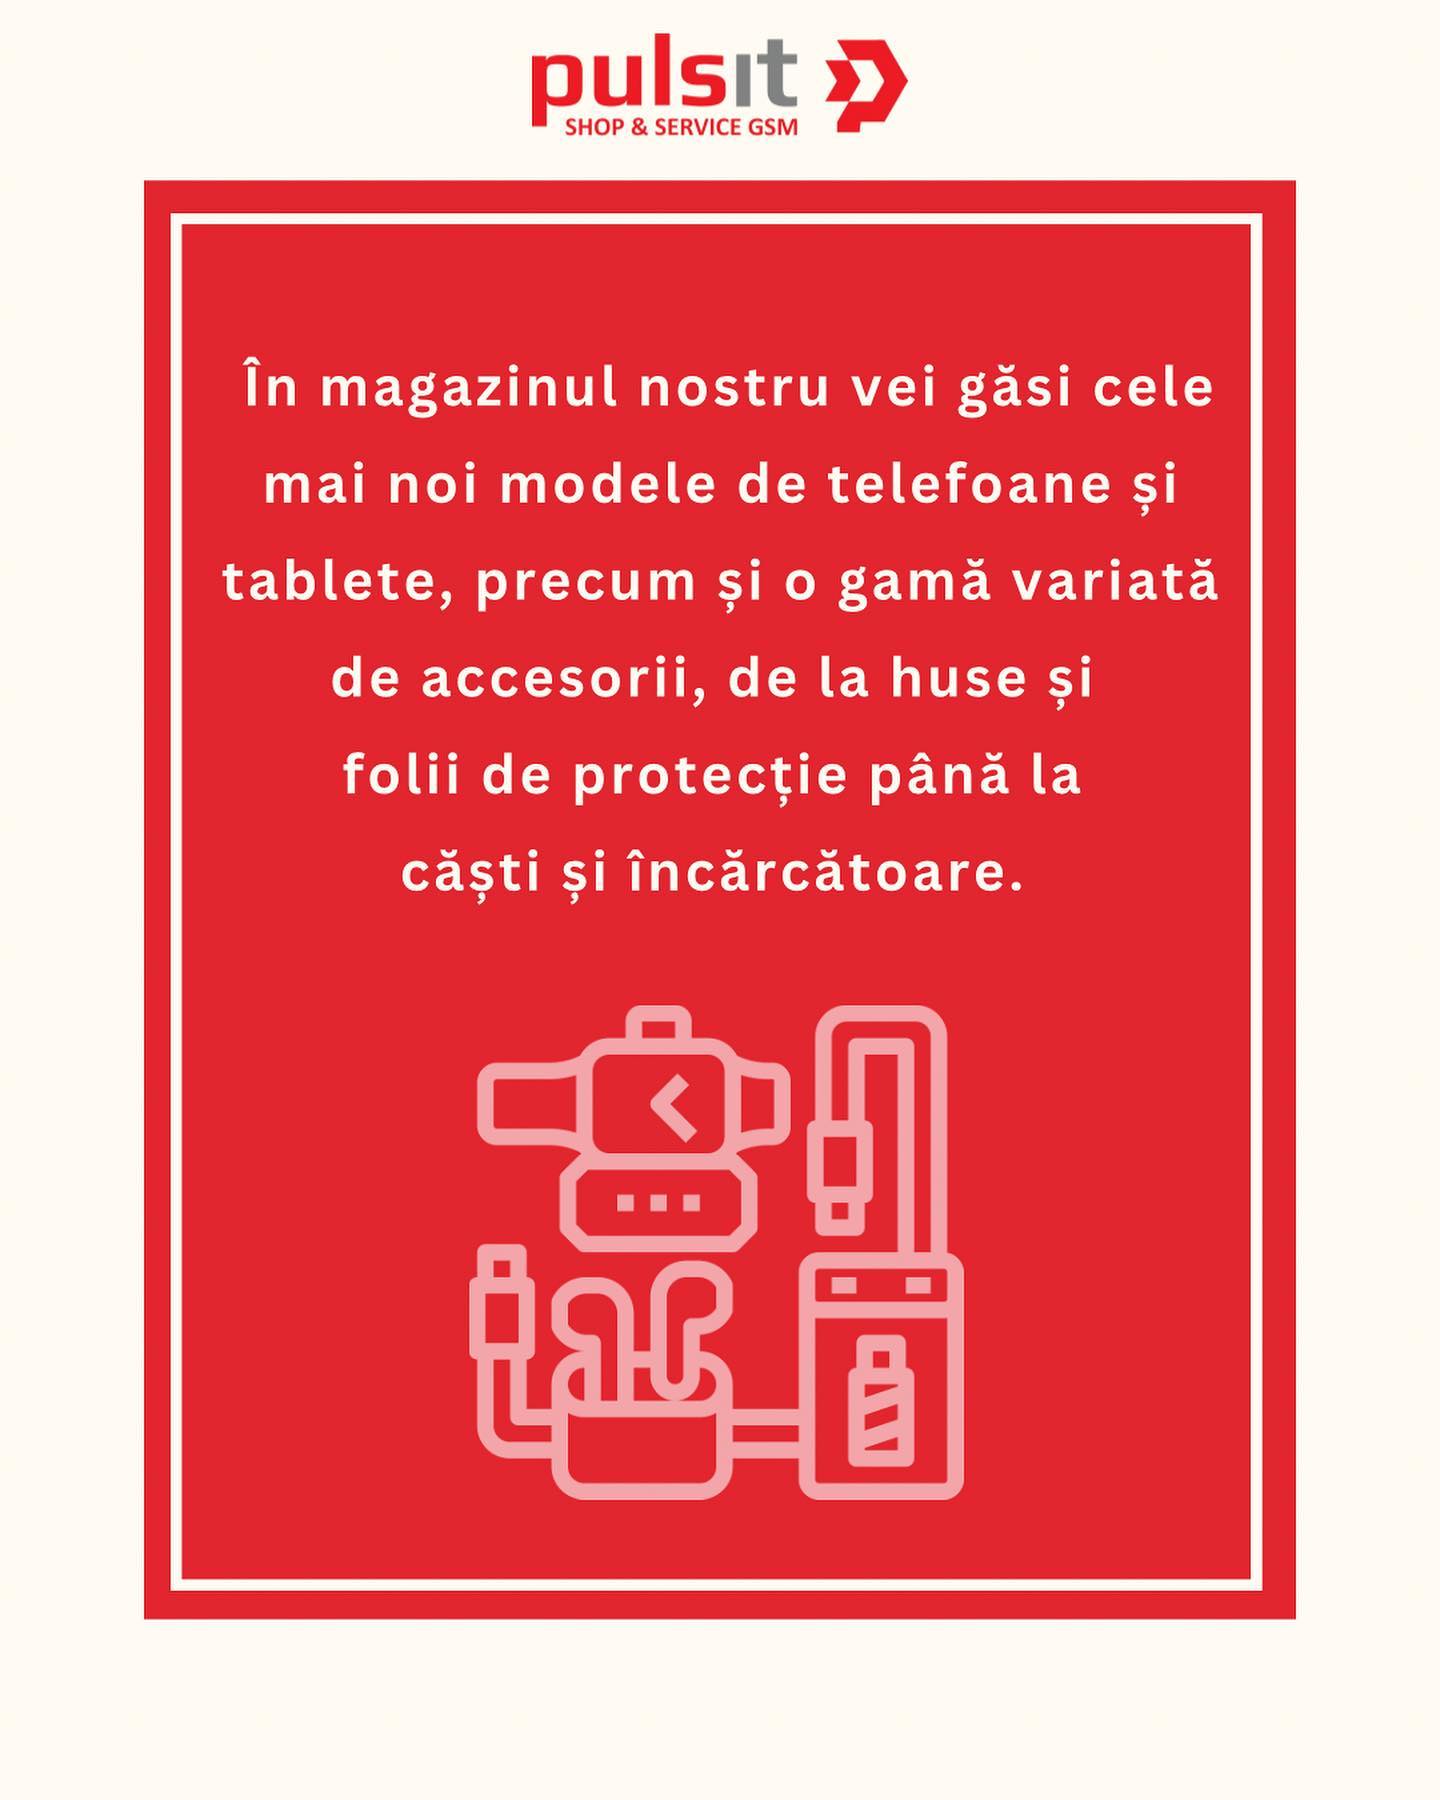 pulsit
SHOP & SERVICE GSM
În magazinul nostru vei găsi cele
mai noi modele de telefoane și
tablete, precum și o gamă variată
de accesorii, de la huse și
folii de protecție până la
căști și încărcătoare.